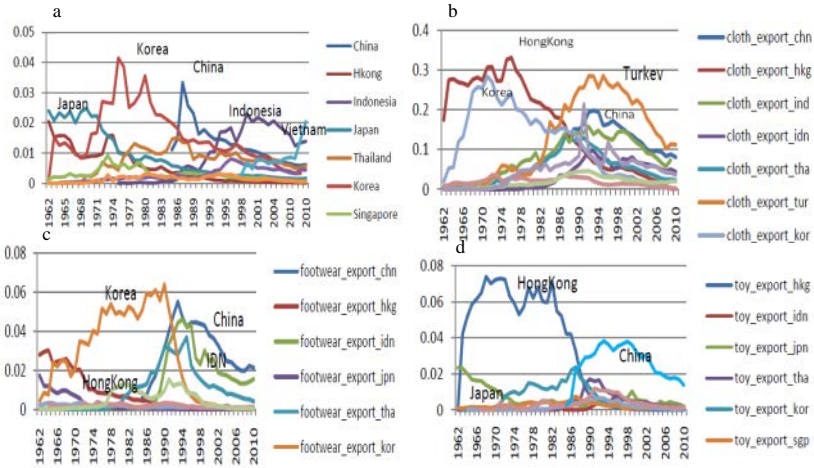 a
0.05
0.04
0.03
0.02
0.01
0
Korea
China
Japan
Indonesia
Vietnam
1962
1965
1968
1971
1974
1977
1980
1983
1986
1989
1992
1995
1998
2001
2004
2007
2010
China
Hkong
Indonesia
Japan
Thailand
Korea
Singapore
b
0.4
0.3
0.2
0.1
0
HongKong
Korea
Turkev
China
1962
1966
1970
1974
1978
1982
1986
1990
1994
1998
2002
2006
2010
cloth_export_chn
cloth_export_hkg
cloth_export_ind
cloth_export_idn
cloth_export_tha
cloth_export_tur
cloth_export_kor
c
0.08
0.06
0.04
0.02
0
Korea
China
IDN
HongKong
1962
1966
1970
1974
1978
1982
1986
1990
1994
1998
2002
2006
2010
footwear_export_chn
footwear_export_hkg
footwear_export_idn
footwear_export_jpn
footwear_export_tha
footwear_export_kor
d
0.08
0.06
0.04
0.02
0
HongKong
China
Japan
1962
1966
1970
1974
1978
1982
1986
1990
1994
1998
2002
2006
2010
toy_export_hkg
toy_export_idn
toy_export_jpn
toy_export_tha
toy_export_kor
toy_export_sgp